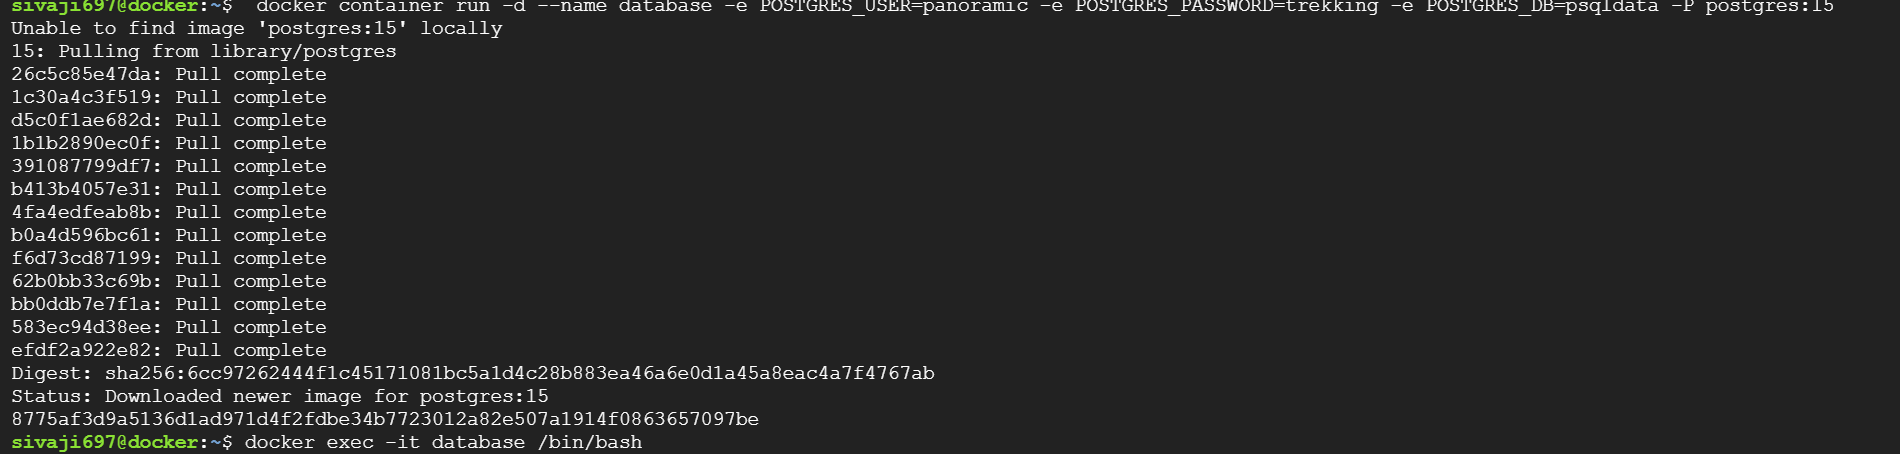 sivaji697@docker:~$  docker container run -d --name database -e POSTGRES_USER=panoramic -e POSTGRES_PASSWORD=trekking -e POSTGRES_DB=psqldata -P postgres:15
Unable to find image 'postgres:15' locally
15: Pulling from library/postgres
26c5c85e47da: Pull complete
1c30a4c3f519: Pull complete
d5c0f1ae682d: Pull complete
1b1b2890ec0f: Pull complete
391087799df7: Pull complete
b413b4057e31: Pull complete
4fa4edfeab8b: Pull complete
b0a4d596bc61: Pull complete
f6d73cd87199: Pull complete
62b0bb33c69b: Pull complete
bb0ddb7e7f1a: Pull complete
583ec94d38ee: Pull complete
efdf2a922e82: Pull complete
Digest: sha256:6cc97262444f1c45171081bc5a1d4c28b883ea46a6e0d1a45a8eac4a7f4767ab
Status: Downloaded newer image for postgres:15
8775af3d9a5136d1ad971d4f2fdbe34b7723012a82e507a1914f0863657097be
sivaji697@docker:~$ docker exec -it database /bin/bash